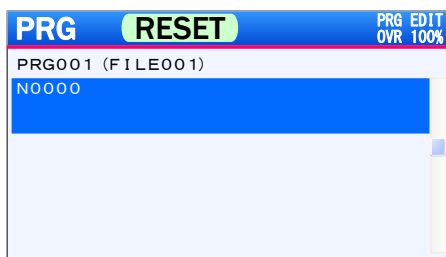 PRG RESET PRG EDIT
OVR 100%
PRG001 (FILE001)
N0000